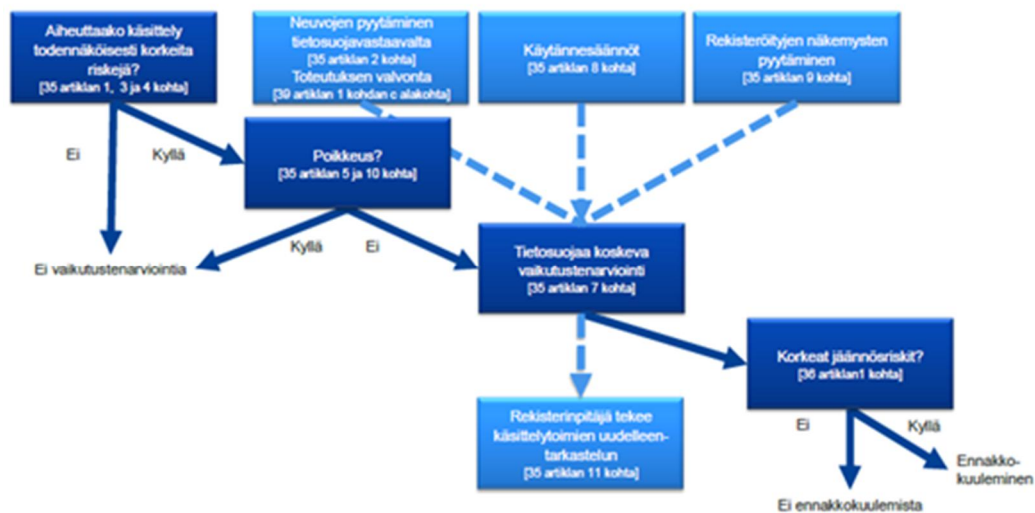 Aiheuttaako käsittely
todennäköisesti korkeita
riskejä?
[35 artiklan 1, 3 ja 4 kohta]
Neuvojen pyytäminen
tietosuojavastaavalta
[35 artiklan 2 kohta]
Toteutuksen valvonta
[39 artiklan 1 kohdan c alakohta]
Käytännesäännöt
[35 artiklan 8 kohta]
Rekisteröityjen näkemysten
pyytäminen
[35 artiklan 9 kohta]
Ei
Kyllä
Poikkeus?
[35 artiklan 5 ja 10 kohta]
Kyllä
Ei
Ei vaikutustenarviointia
Tietosuojaa koskeva
vaikutustenarviointi
[35 artiklan 7 kohta]
Korkeat jäännösriskit?
[36 artiklan1 kohta]
Rekisterinpitäjä tekee
käsittelytoimien uudelleen-
tarkastelun
[35 artiklan 11 kohta]
Ei
Kyllä
Ennakko-
kuuleminen
Ei ennakkokuulemista